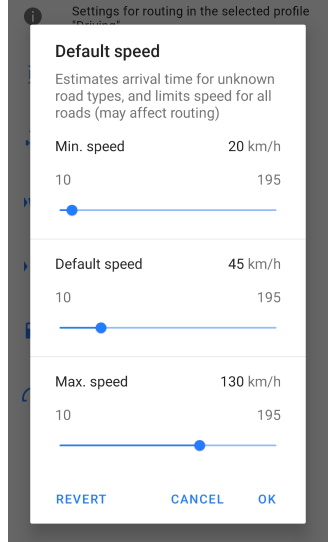 Settings for routing in the selected profile
"Driving"
Default speed
Estimates arrival time for unknown
road types, and limits speed for all
roads (may affect routing)
Min. speed 20 km/h
10 195
Default speed 45 km/h
10 195
Max. speed 130 km/h
10 195
REVERT CANCEL OK